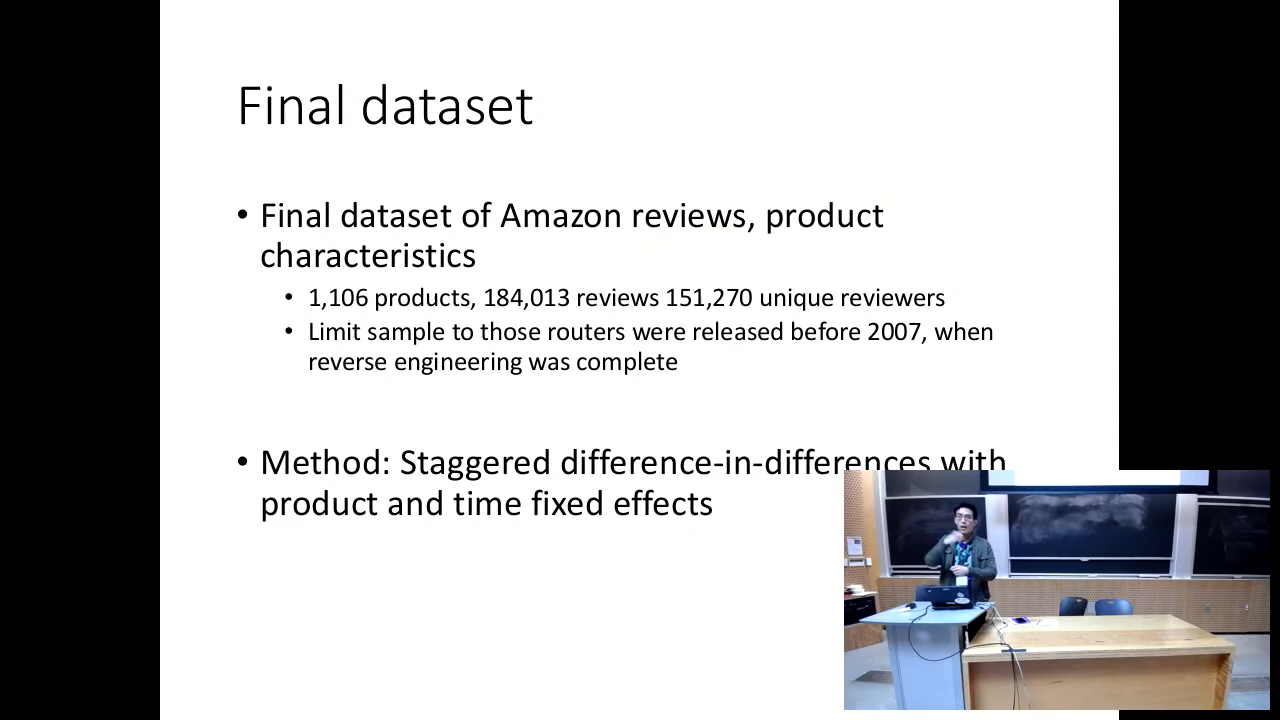 Final dataset
• Final dataset of Amazon reviews, product
characteristics
• 1,106 products, 184,013 reviews 151,270 unique reviewers
• Limit sample to those routers were released before 2007, when
reverse engineering was complete
• Method: Staggered difference-in-differences with
product and time fixed effects